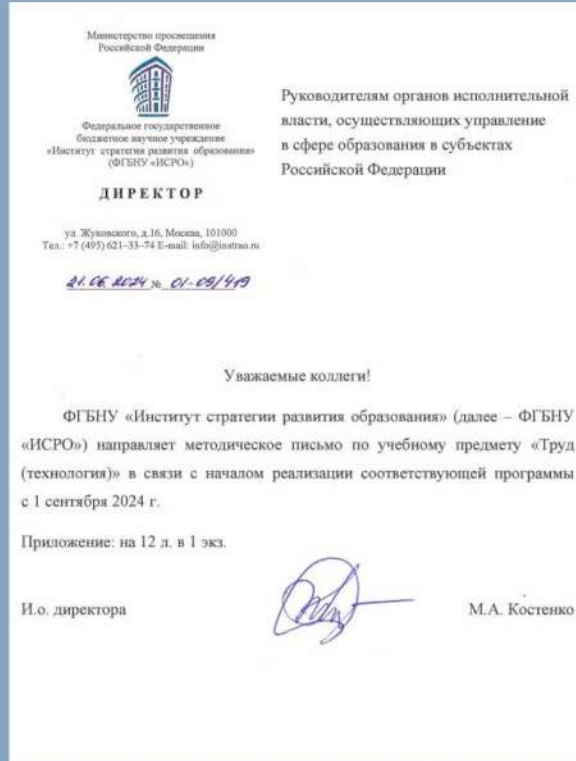 Министерство просвещения
Российской Федерации
Федеральное государственное
бюджетное научное учреждение
«Институт стратегии развития образования»
(ФГБНУ «ИСРО»)
ДИРЕКТОР
ул. Жуковского, д.16, Москва, 101000
Тел.: +7 (495) 621–33–74 E-mail: info@instrao.ru
21.06.2024 № 01-09/419
Руководителям органов исполнительной
власти, осуществляющих управление
в сфере образования в субъектах
Российской Федерации
Уважаемые коллеги!
ФГБНУ «Институт стратегии развития образования» (далее – ФГБНУ
«ИСРО») направляет методическое письмо по учебному предмету «Труд
(технология)» в связи с началом реализации соответствующей программы
с 1 сентября 2024 г.
Приложение: на 12 л. в 1 экз.
И.о. директора
М.А. Костенко